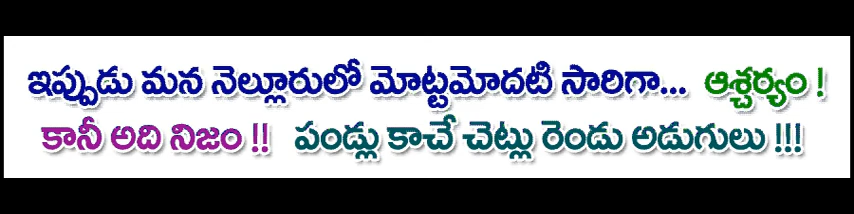 ఇప్పుడు మన నెల్లూరులో మోట్టమోదటి సారిగా... ఆశ్చర్యం !
కానీ అది నిజం !! పండ్లు కాచే చెట్లు రెండు అడుగులు !!!